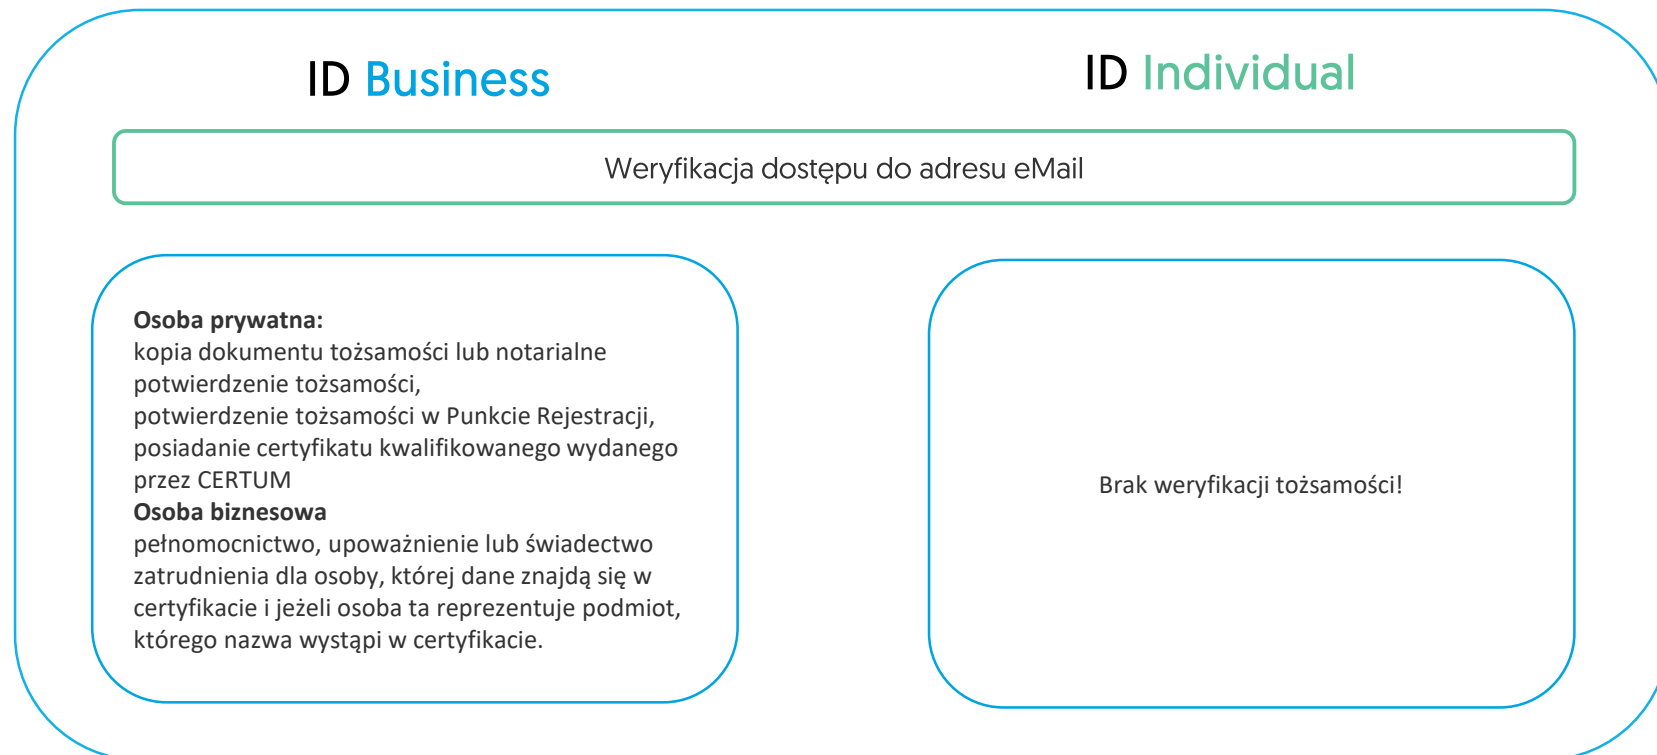 ID Business
ID Individual
Weryfikacja dostępu do adresu eMail
Osoba prywatna:
kopia dokumentu tożsamości lub notarialne
potwierdzenie tożsamości,
potwierdzenie tożsamości w Punkcie Rejestracji,
posiadanie certyfikatu kwalifikowanego wydanego
przez CERTUM
Osoba biznesowa
pełnomocnictwo, upoważnienie lub świadectwo
zatrudnienia dla osoby, której dane znajdą się w
certyfikacie i jeżeli osoba ta reprezentuje podmiot,
którego nazwa wystąpi w certyfikacie.
Brak weryfikacji tożsamości!